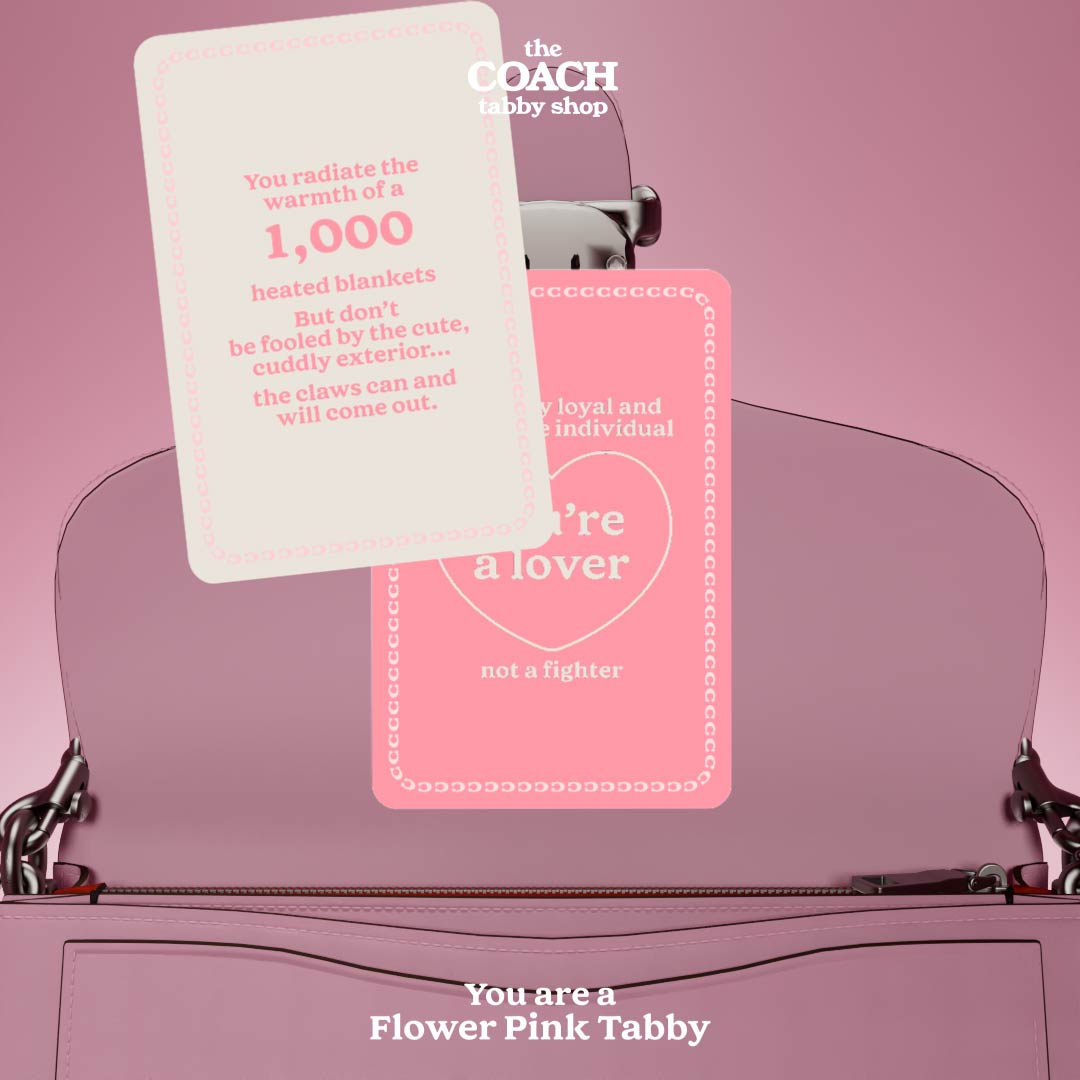 the
COACH
tabby shop
You radiate the
warmth of a
1,000
heated blankets
But don't
be fooled by the cute,
cuddly exterior...
the claws can and
will come out.
loyal and
individual
a lover
not a fighter
You are a
Flower Pink Tabby